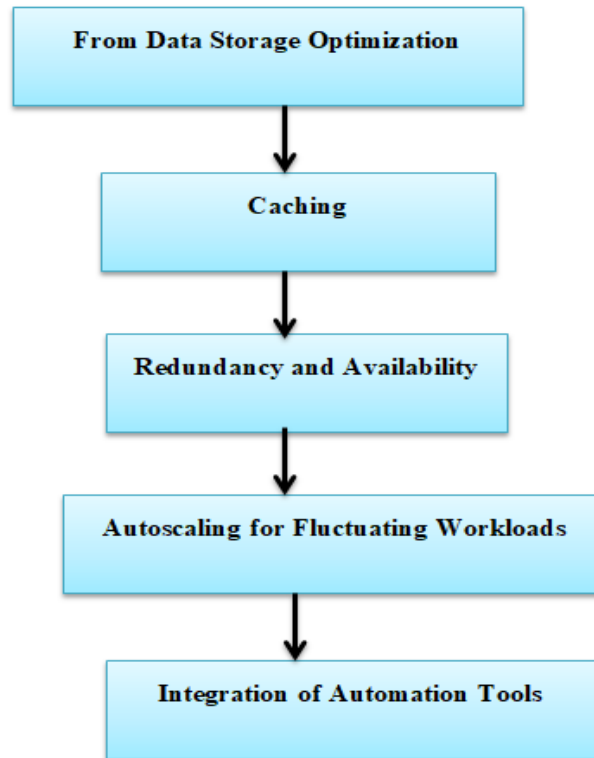 From Data Storage Optimization
Caching
Redundancy and Availability
Autoscaling for Fluctuating Workloads
Integration of Automation Tools